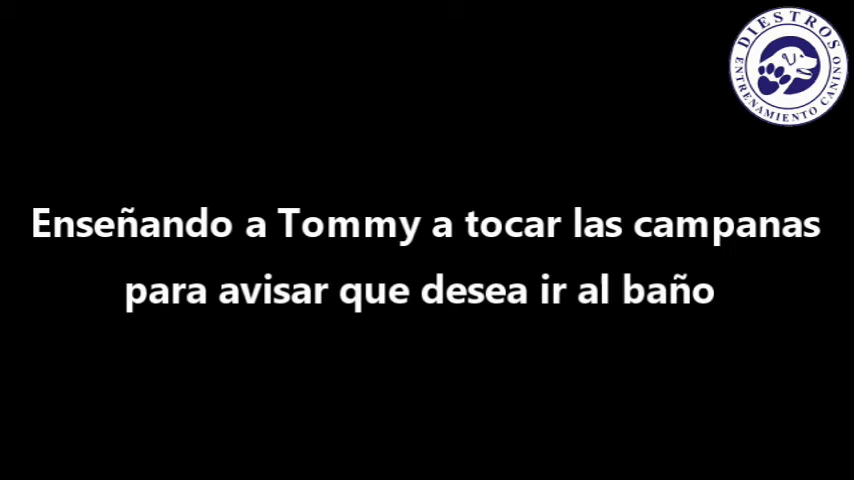 DIESTROS
ENTRENAMIENTO CANINO
Enseñando a Tommy a tocar las campanas
para avisar que desea ir al baño